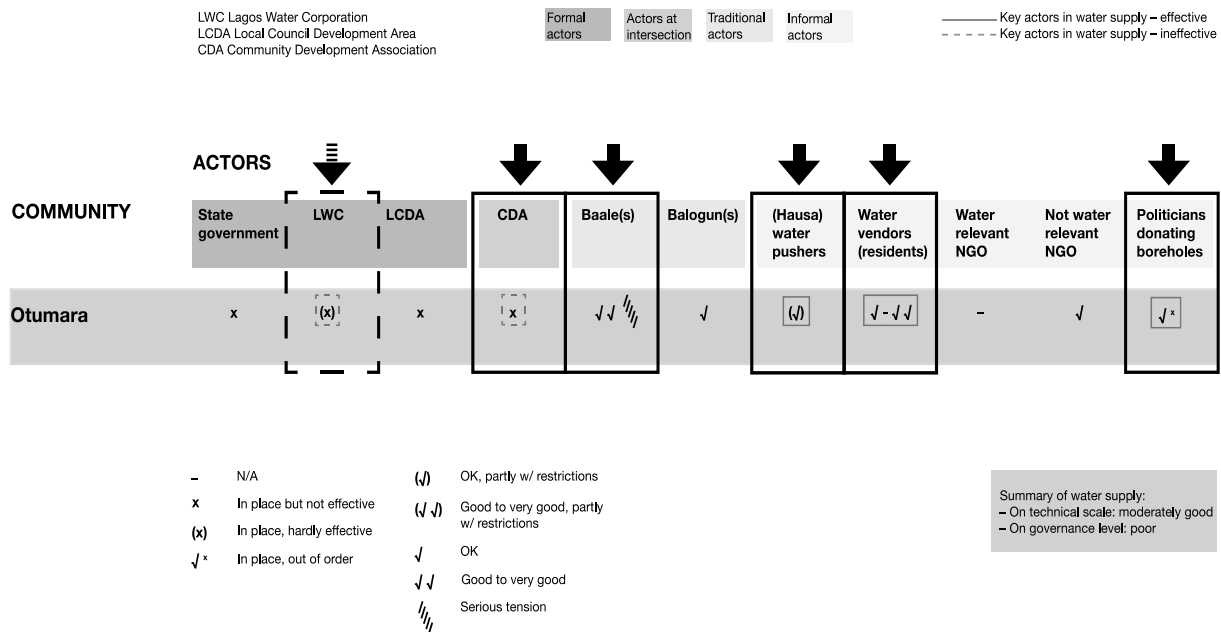 LWC Lagos Water Corporation
LCDA Local Council Development Area
CDA Community Development Association
Formal
actors
Actors at
intersection
Traditional
actors
Informal
actors
Key actors in water supply – effective
Key actors in water supply – ineffective
ACTORS
COMMUNITY
State
government
LWC
LCDA
CDA
Baale(s)
Balogun(s)
(Hausa)
water
pushers
Water
vendors
(residents)
Water
relevant
NGO
Not water
relevant
NGO
Politicians
donating
boreholes
Otumara
x
(x)
x
x
√√
√
(√)
√ - √√
–
√
√ x
– N/A
x In place but not effective
(x) In place, hardly effective
√ x In place, out of order
(√) OK, partly w/ restrictions
(√√) Good to very good, partly
w/ restrictions
√ OK
√√ Good to very good
Serious tension
Summary of water supply:
– On technical scale: moderately good
– On governance level: poor